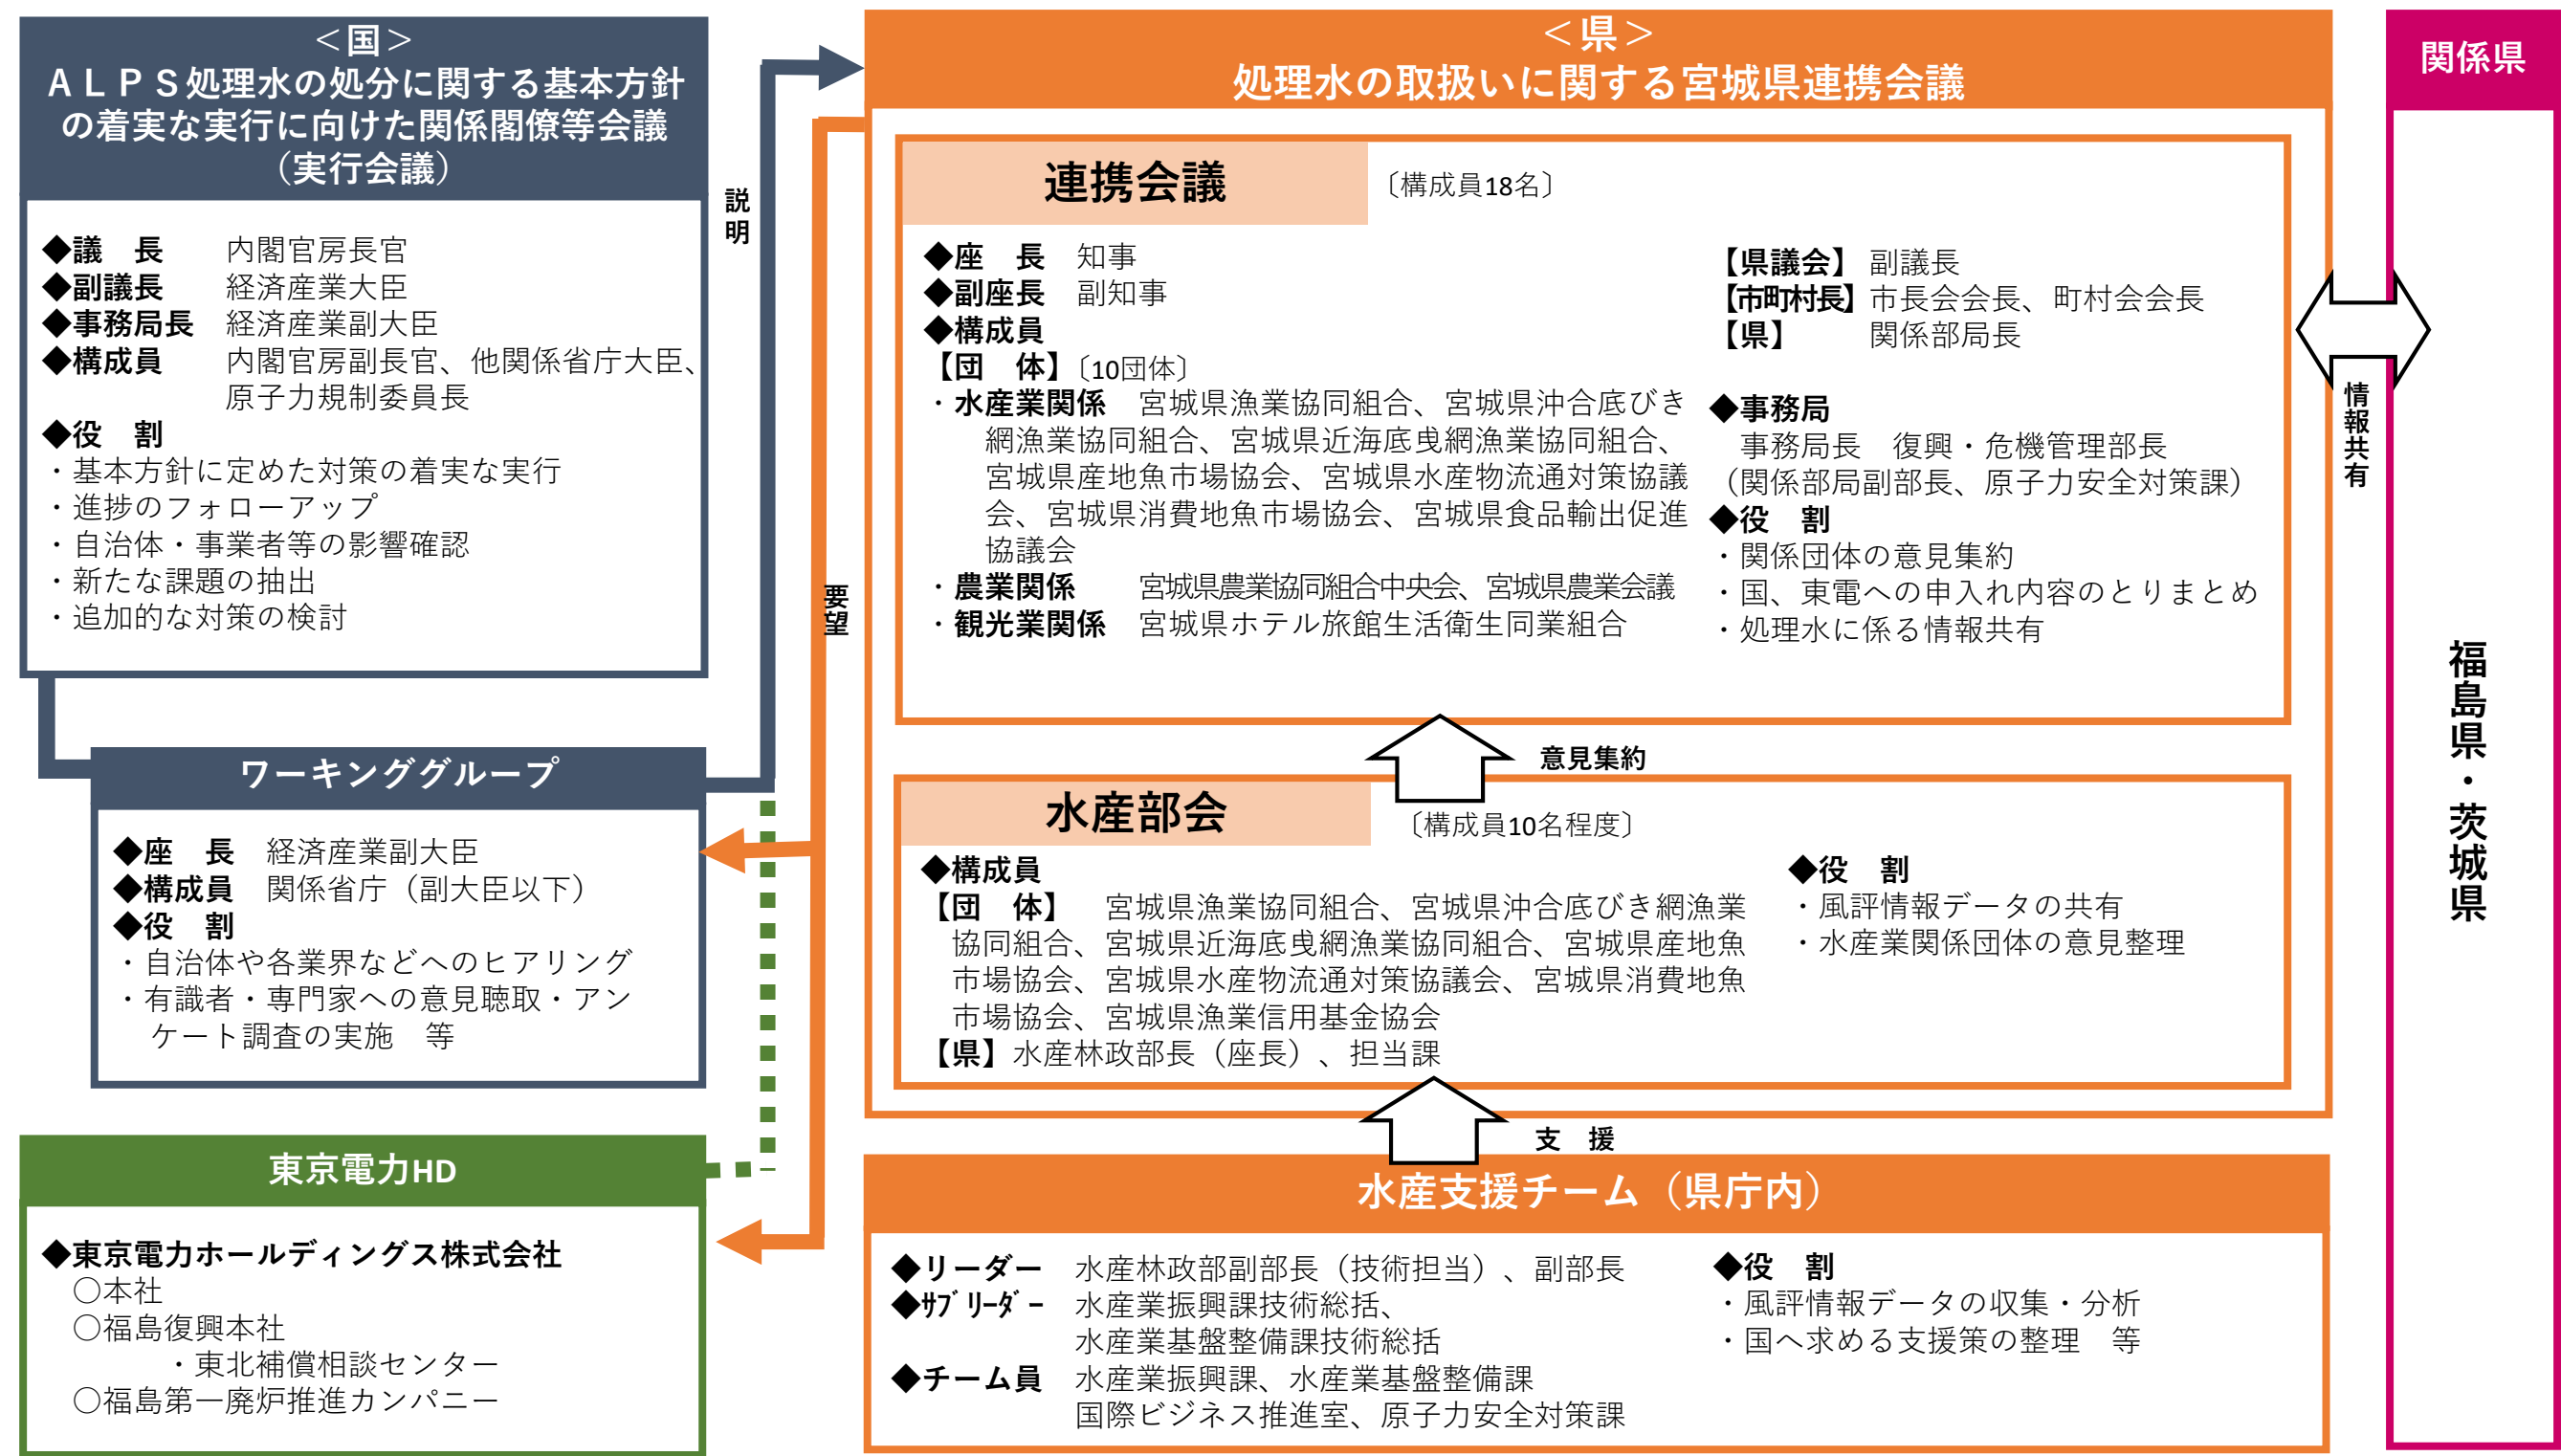 ＜国＞
ＡＬＰＳ処理水の処分に関する基本方針
の着実な実行に向けた関係閣僚等会議
（実行会議）
◆議　長　内閣官房長官
◆副議長　経済産業大臣
◆事務局長　経済産業副大臣
◆構成員　内閣官房副長官、他関係省庁大臣、
原子力規制委員長
◆役　割
・基本方針に定めた対策の着実な実行
・進捗のフォローアップ
・自治体・事業者等の影響確認
・新たな課題の抽出
・追加的な対策の検討
ワーキンググループ
◆座　長　経済産業副大臣
◆構成員　関係省庁（副大臣以下）
◆役　割
・自治体や各業界などへのヒアリング
・有識者・専門家への意見聴取・アン
ケート調査の実施　等
東京電力HD
◆東京電力ホールディングス株式会社
○本社
○福島復興本社
・東北補償相談センター
○福島第一廃炉推進カンパニー
説明
要望
＜県＞
処理水の取扱いに関する宮城県連携会議
連携会議
〔構成員18名〕
◆座　長　知事
◆副座長　副知事
◆構成員
【団　体】〔10団体〕
・水産業関係　宮城県漁業協同組合、宮城県沖合底びき
網漁業協同組合、宮城県近海底曳網漁業協同組合、
宮城県産地魚市場協会、宮城県水産物流通対策協議
会、宮城県消費地魚市場協会、宮城県食品輸出促進
協議会
・農業関係　宮城県農業協同組合中央会、宮城県農業会議
・観光業関係　宮城県ホテル旅館生活衛生同業組合
【県議会】副議長
【市町村長】市長会会長、町村会会長
【県】　関係部局長
◆事務局
事務局長　復興・危機管理部長
（関係部局副部長、原子力安全対策課）
◆役　割
・関係団体の意見集約
・国、東電への申入れ内容のとりまとめ
・処理水に係る情報共有
意見集約
水産部会
〔構成員10名程度〕
◆構成員
【団　体】　宮城県漁業協同組合、宮城県沖合底びき網漁業
協同組合、宮城県近海底曳網漁業協同組合、宮城県産地魚
市場協会、宮城県水産物流通対策協議会、宮城県消費地魚
市場協会、宮城県漁業信用基金協会
【県】水産林政部長（座長）、担当課
◆役　割
・風評情報データの共有
・水産業関係団体の意見整理
支　援
水産支援チーム（県庁内）
◆リーダー　水産林政部副部長（技術担当）、副部長
◆ｻﾌﾞﾘｰﾀﾞｰ　水産業振興課技術総括、
水産業基盤整備課技術総括
◆チーム員　水産業振興課、水産業基盤整備課
国際ビジネス推進室、原子力安全対策課
◆役　割
・風評情報データの収集・分析
・国へ求める支援策の整理　等
情報共有
関係県
福島県・茨城県